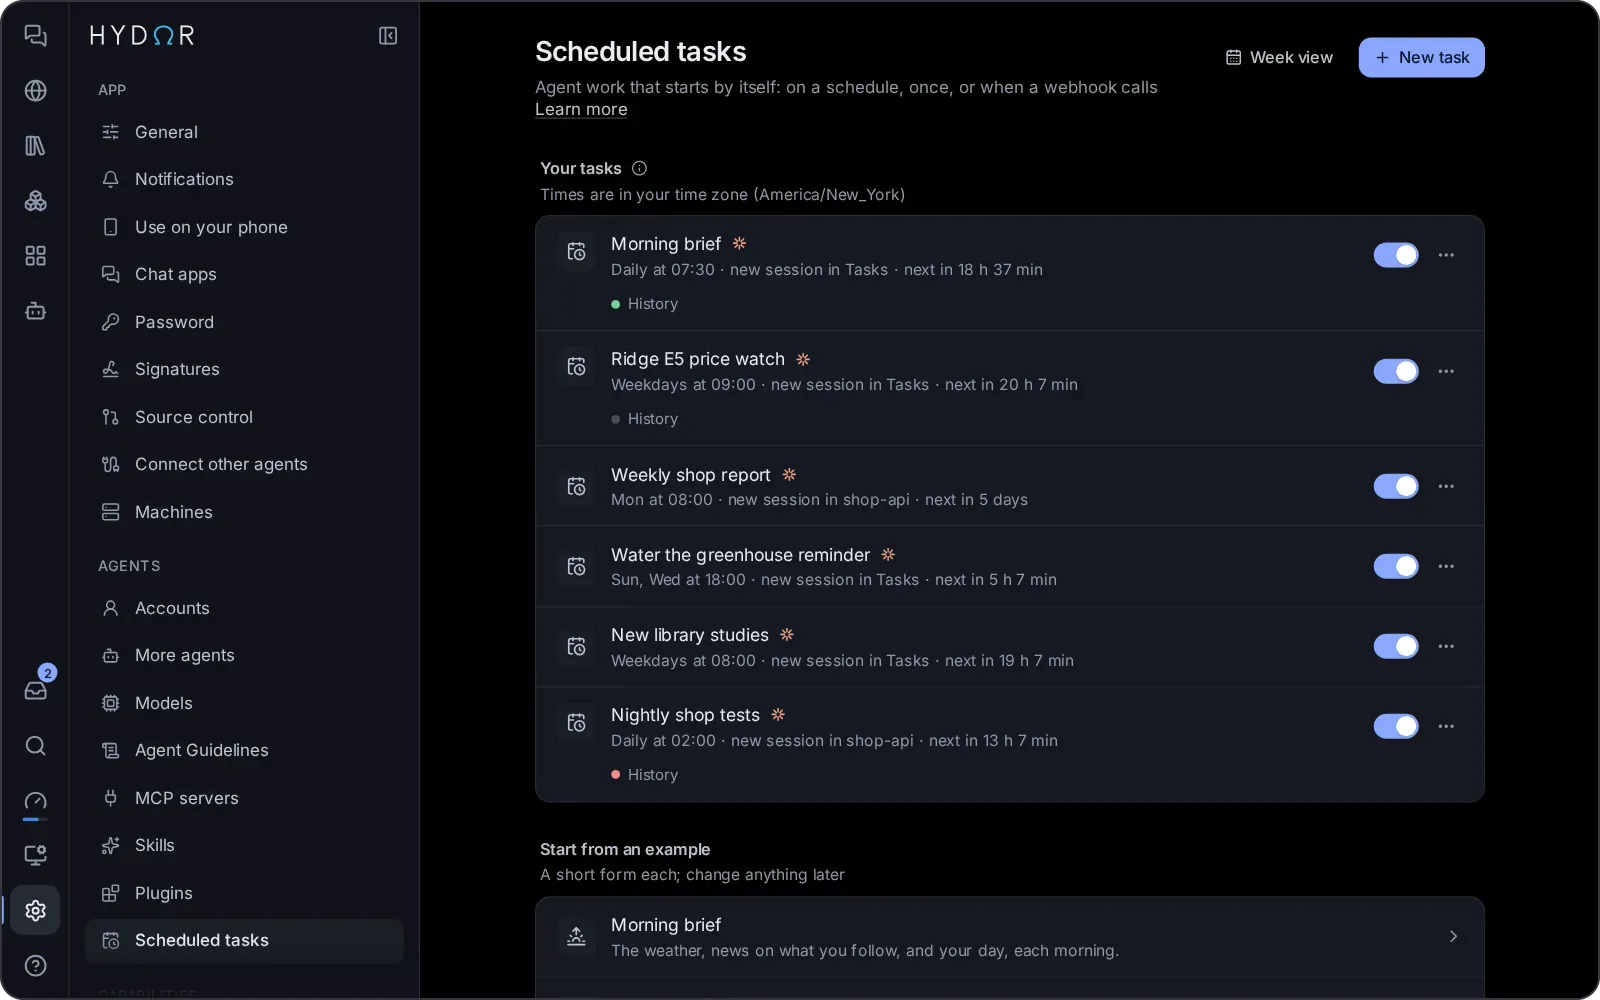 HYDΩR
APP
General
Notifications
Use on your phone
Chat apps
Password
Signatures
Source control
Connect other agents
Machines
AGENTS
Accounts
More agents
Models
Agent Guidelines
MCP servers
Skills
Plugins
Scheduled tasks
CAPABILITIES
2
Scheduled tasks
Week view
New task
Agent work that starts by itself: on a schedule, once, or when a webhook calls
Learn more
Your tasks
Times are in your time zone (America/New_York)
Morning brief
Daily at 07:30 · new session in Tasks · next in 18 h 37 min
History
Ridge E5 price watch
Weekdays at 09:00 · new session in Tasks · next in 20 h 7 min
History
Weekly shop report
Mon at 08:00 · new session in shop-api · next in 5 days
Water the greenhouse reminder
Sun, Wed at 18:00 · new session in Tasks · next in 5 h 7 min
New library studies
Weekdays at 08:00 · new session in Tasks · next in 19 h 7 min
Nightly shop tests
Daily at 02:00 · new session in shop-api · next in 13 h 7 min
History
Start from an example
A short form each; change anything later
Morning brief
The weather, news on what you follow, and your day, each morning.